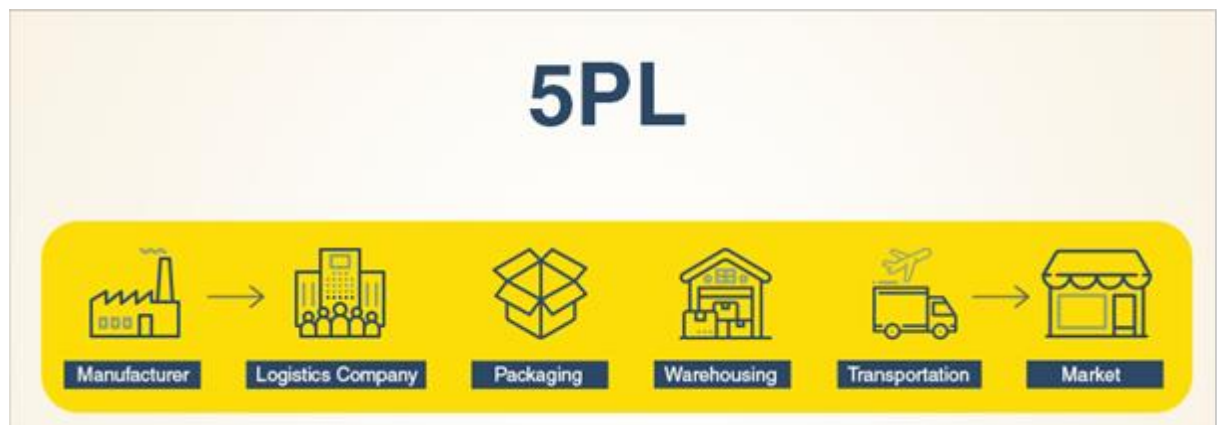 5PL
Manufacturer
Logistics Company
Packaging
Warehousing
Transportation
Market